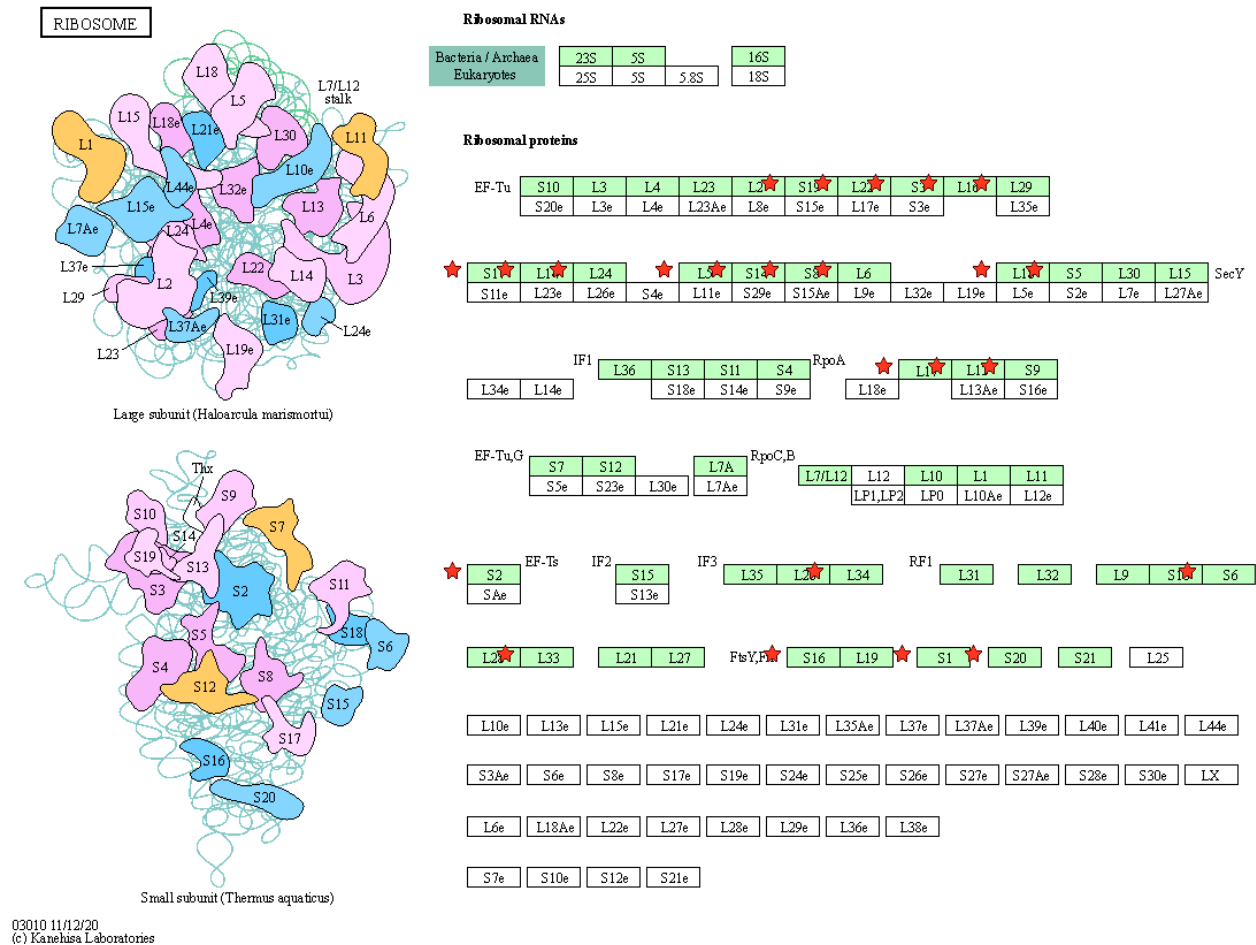 RIBOSOME
L18
L7/L12
stalk
L5
L15
L18e
L21e
L30
L11
L1
L10e
L44e
L32e
L15e
L13
L6
L7Ae
L4e
L24
L37e
L22
L14
L3
L2
L29
L39e
L37Ae
L31e
L24e
L23
L19e
Large subunit (Haloarcula marismortui)
Thx
S9
S10
S7
S14
S19
S13
S11
S3
S2
S5
S18
S6
S4
S8
S12
S15
S17
S16
S20
Small subunit (Thermus aquaticus)
03010 11/12/20
(c) Kanehisa Laboratories
Ribosomal RNAs
Bacteria / Archaea 23S 5S 16S
Eukaryotes 25S 5S 5.8S 18S
Ribosomal proteins
EF-Tu S10 L3 L4 L23 S19 L22 S3 L16 L29
S20e L3e L4e L23Ae L8e S15e L17e S3e L35e
L14 L24 L5 S14 S8 L6 L18 S5 L30 L15 SecY
S11e L23e L26e S4e L11e S29e S15Ae L9e L32e L19e L5e S2e L7e L27Ae
IF1 L36 S13 S11 S4 RpoA S9
L34e L14e S18e S14e S9e L18e L13Ae S16e
EF-Tu,G S7 S12 L7A RpoC,B L7/L12 L12 L10 L1 L11
S5e S23e L30e L7Ae LP1,LP2 LP0 L10Ae L12e
S2 EF-Ts IF2 S15 IF3 L35 L34 RF1 L31 L32 L9 S6
SAe S13e
L33 L21 L27 S16 L19 S1 S20 S21 L25
L10e L13e L15e L21e L24e L31e L35Ae L37e L37Ae L39e L40e L41e L44e
S3Ae S6e S8e S17e S19e S24e S25e S26e S27e S27Ae S28e S30e LX
L6e L18Ae L22e L27e L28e L29e L36e L38e
S7e S10e S12e S21e